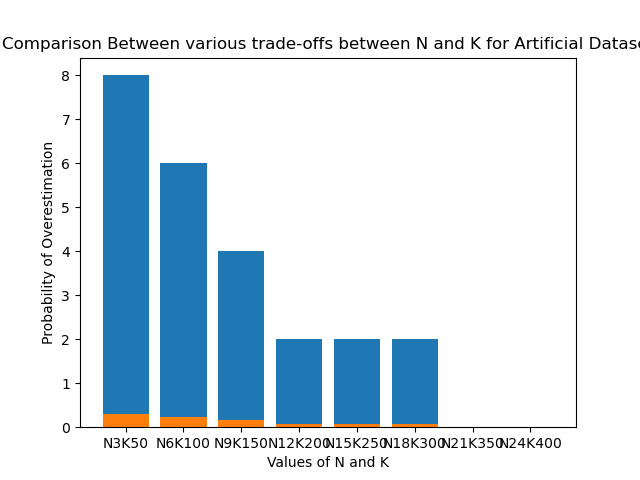 Comparison Between various trade-offs between N and K for Artificial Datase
8
7
6
5
4
3
2
1
0
Probability of Overestimation
N3K50 N6K100 N9K150 N12K200 N15K250 N18K300 N21K350 N24K400
Values of N and K